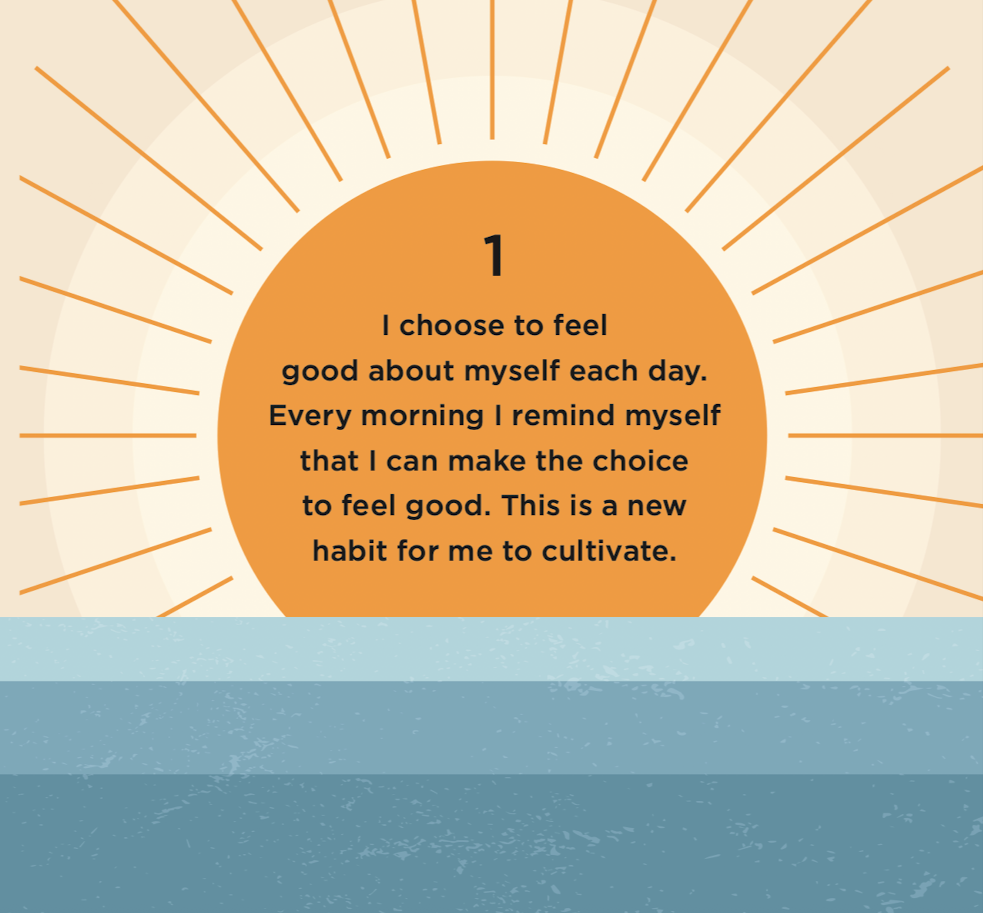 1
I choose to feel
good about myself each day.
Every morning I remind myself
that I can make the choice
to feel good. This is a new
habit for me to cultivate.